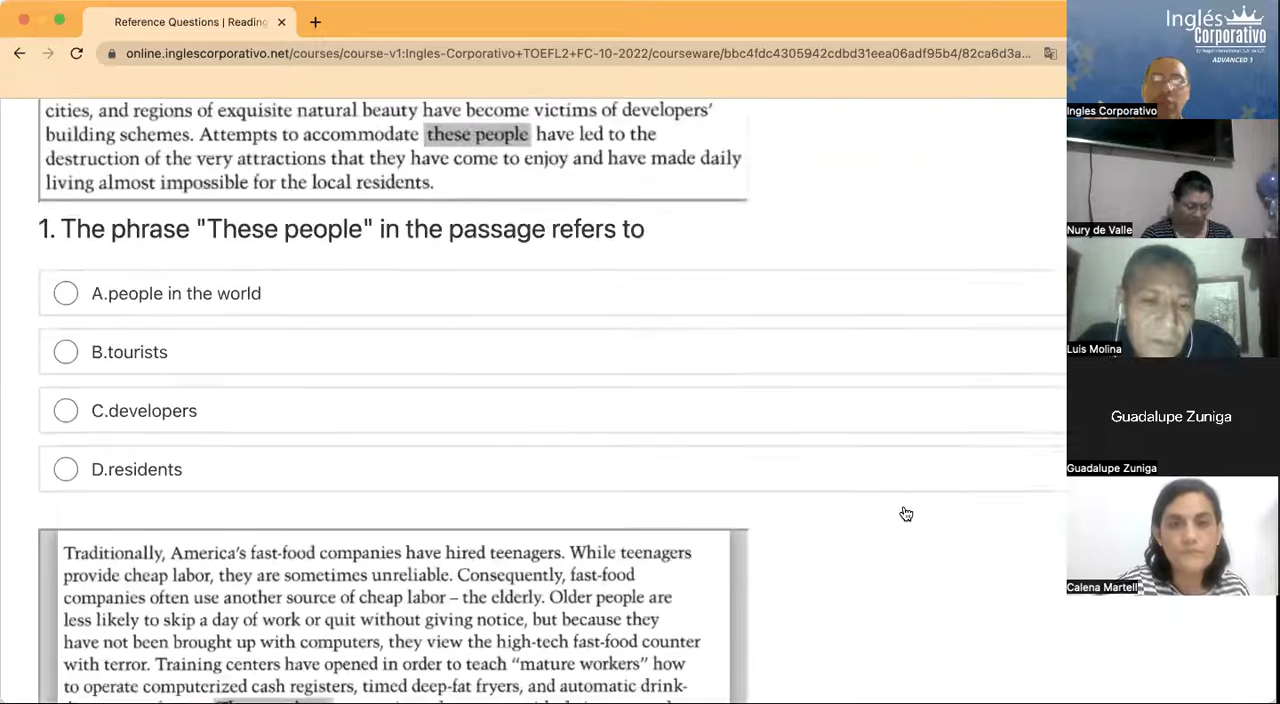 Reference Questions | Reading
online.inglescorporativo.net/courses/course-v1:Ingles-Corporativo+TOEFL2+FC-10-2022/courseware/bbc4fdc4305942cdbd31eea06adf95b4/82ca6d3a...
cities, and regions of exquisite natural beauty have become victims of developers'
building schemes. Attempts to accommodate these people have led to the
destruction of the very attractions that they have come to enjoy and have made daily
living almost impossible for the local residents.
1. The phrase "These people" in the passage refers to
A.people in the world
B.tourists
C.developers
D.residents
Traditionally, America's fast-food companies have hired teenagers. While teenagers
provide cheap labor, they are sometimes unreliable. Consequently, fast-food
companies often use another source of cheap labor – the elderly. Older people are
less likely to skip a day of work or quit without giving notice, but because they
have not been brought up with computers, they view the high-tech fast-food counter
with terror. Training centers have opened in order to teach "mature workers" how
to operate computerized cash registers, timed deep-fat fryers, and automatic drink-
Inglés
Corporativo
ADVANCED 1
Ingles Corporativo
Nury de Valle
Luis Molina
Guadalupe Zuniga
Guadalupe Zuniga
Calena Martell